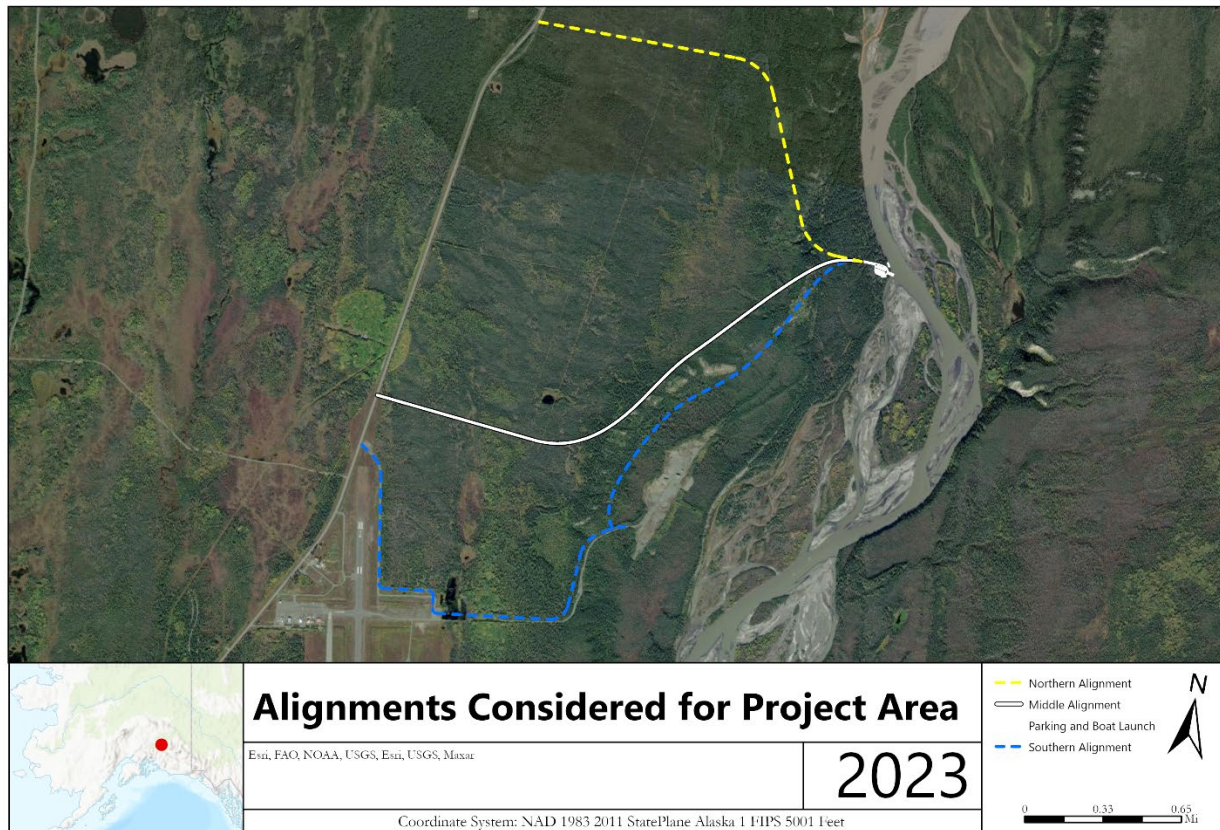 Alignments Considered for Project Area
Esri, FAO, NOAA, USGS, Esri, USGS, Maxar
2023
Coordinate System: NAD 1983 2011 StatePlane Alaska 1 FIPS 5001 Feet
Northern Alignment
Middle Alignment
Parking and Boat Launch
Southern Alignment
N
0 0.33 0.65
Mi